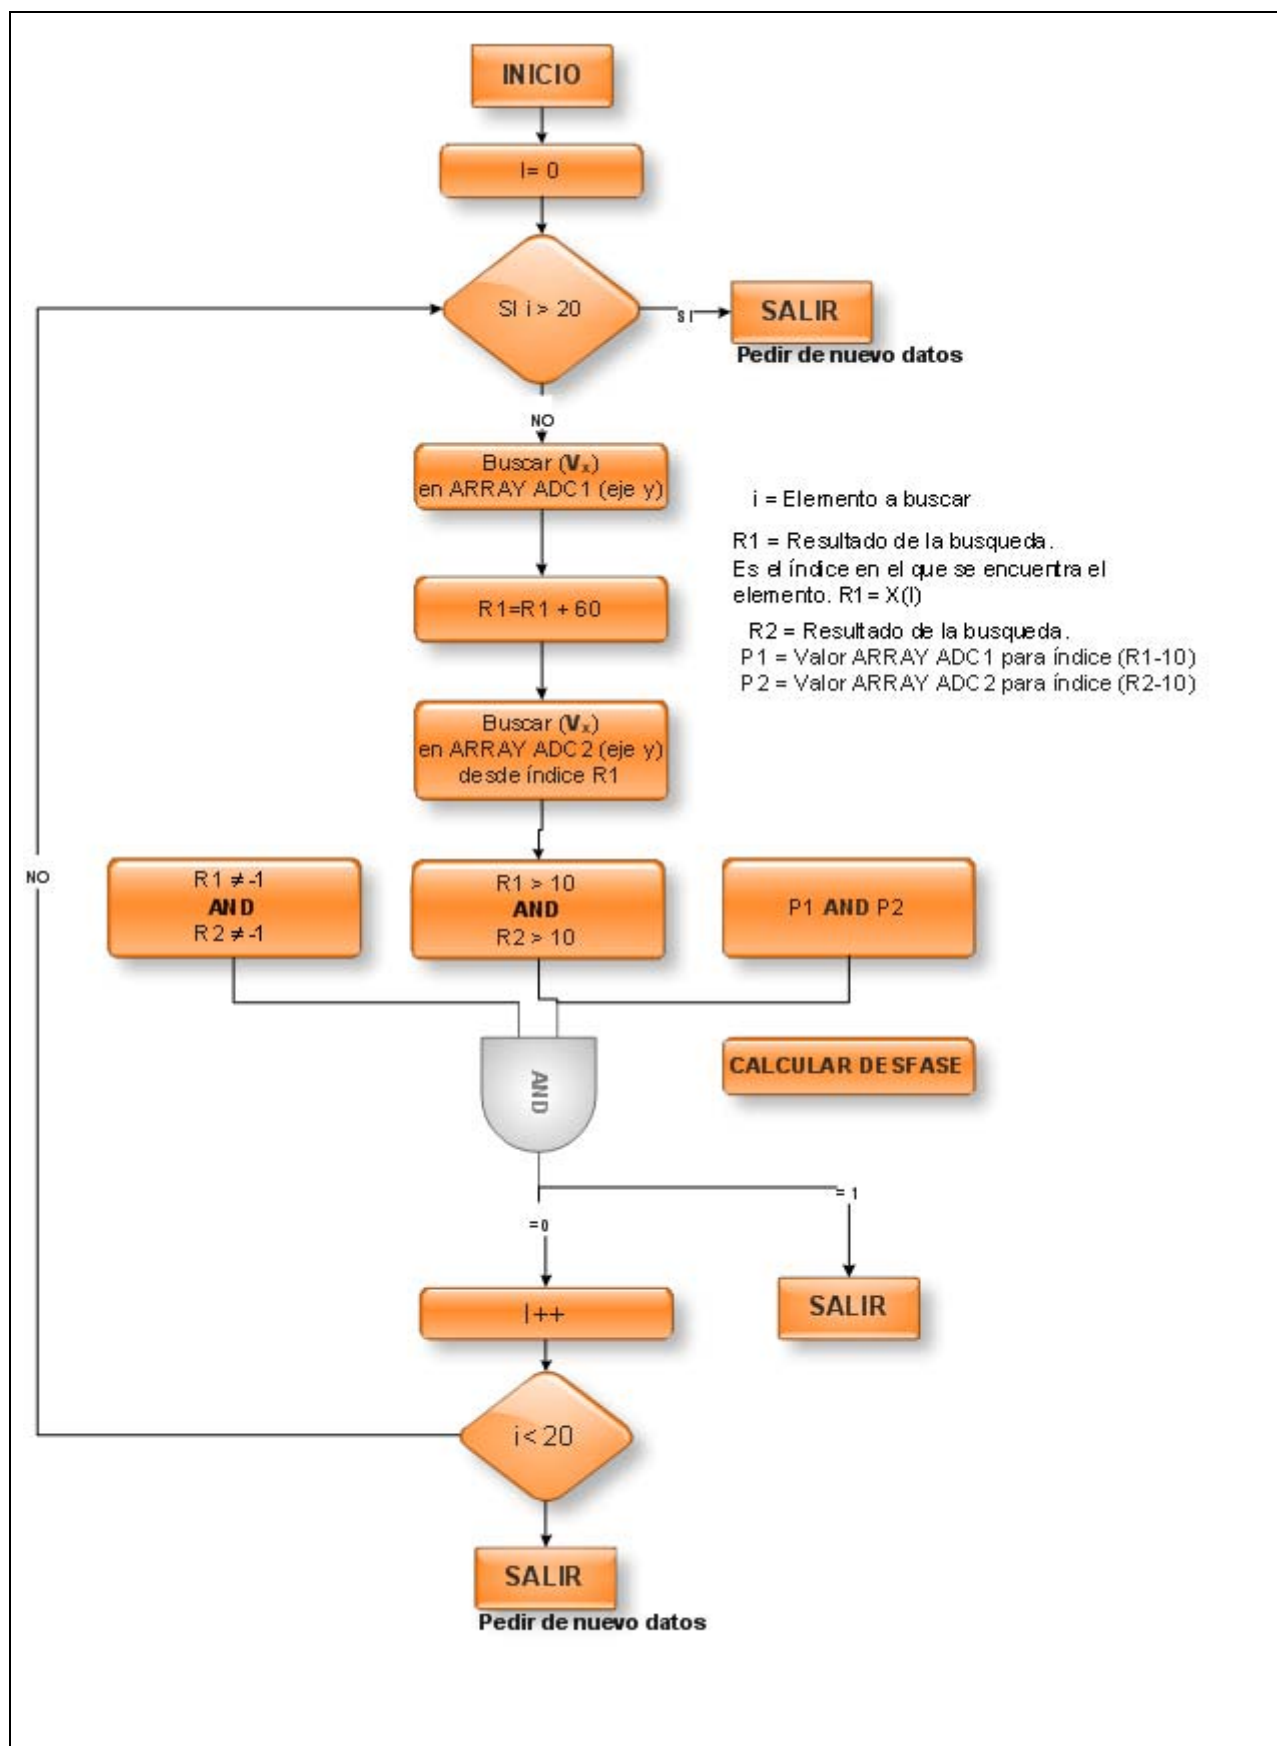 INICIO
I= 0
SI i > 20
SI
SALIR
Pedir de nuevo datos
NO
Buscar (Vₓ)
en ARRAY ADC1 (eje y)
i = Elemento a buscar
R1 = Resultado de la busqueda.
Es el índice en el que se encuentra el
elemento. R1 = X(I)
R1=R1 + 60
R2 = Resultado de la busqueda.
P1 = Valor ARRAY ADC1 para índice (R1-10)
P2 = Valor ARRAY ADC2 para índice (R2-10)
Buscar (Vₓ)
en ARRAY ADC2 (eje y)
desde índice R1
NO
R1 ≠ -1
AND
R2 ≠ -1
R1 > 10
AND
R2 > 10
P1 AND P2
AND
CALCULAR DESFASE
= 1
= 0
I++
SALIR
i< 20
SALIR
Pedir de nuevo datos